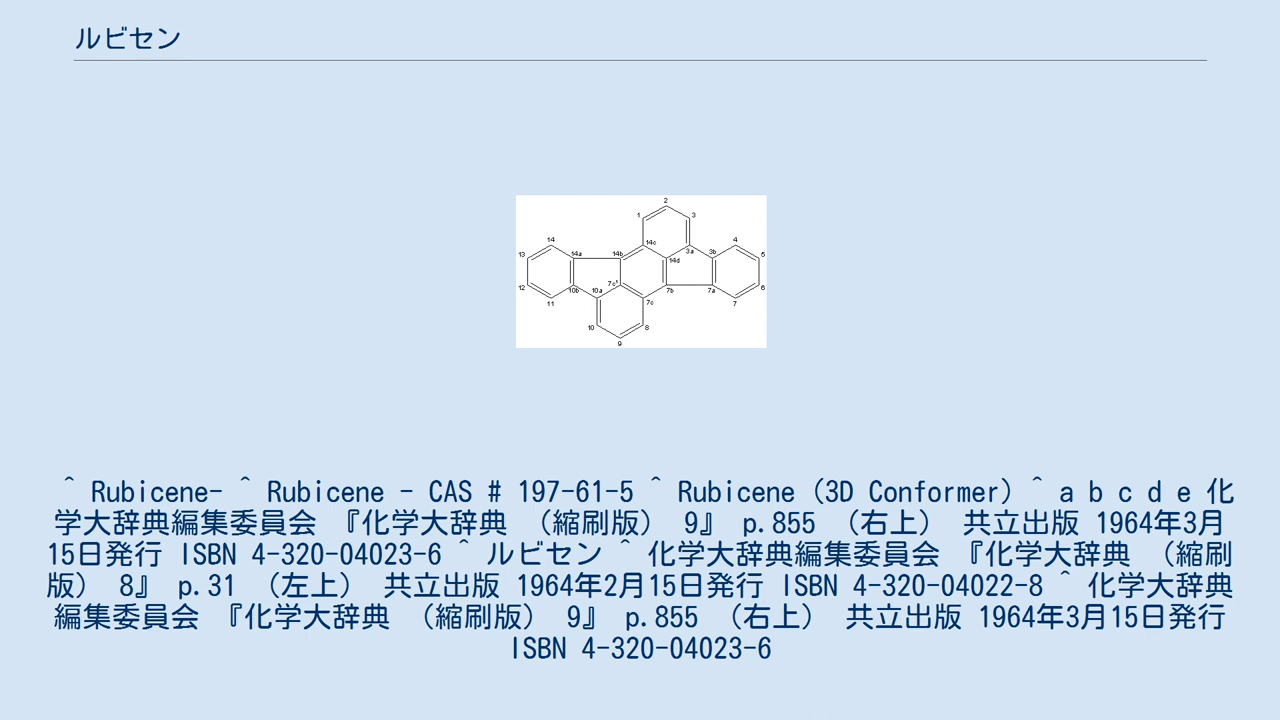 ルビセン
2
1
3
14
14c
4
13
14a
14b
3a
3b
5
14d
12
10b
10a
7c¹
7b
7a
6
11
7c
7
10
8
9
^ Rubicene- ^ Rubicene - CAS # 197-61-5 ^ Rubicene (3D Conformer) ^ a b c d e 化
学大辞典編集委員会 『化学大辞典 （縮刷版） 9』 p.855 （右上） 共立出版 1964年3月
15日発行 ISBN 4-320-04023-6 ^ ルビセン ^ 化学大辞典編集委員会 『化学大辞典 （縮刷
版） 8』 p.31 （左上） 共立出版 1964年2月15日発行 ISBN 4-320-04022-8 ^ 化学大辞典
編集委員会 『化学大辞典 （縮刷版） 9』 p.855 （右上） 共立出版 1964年3月15日発行
ISBN 4-320-04023-6